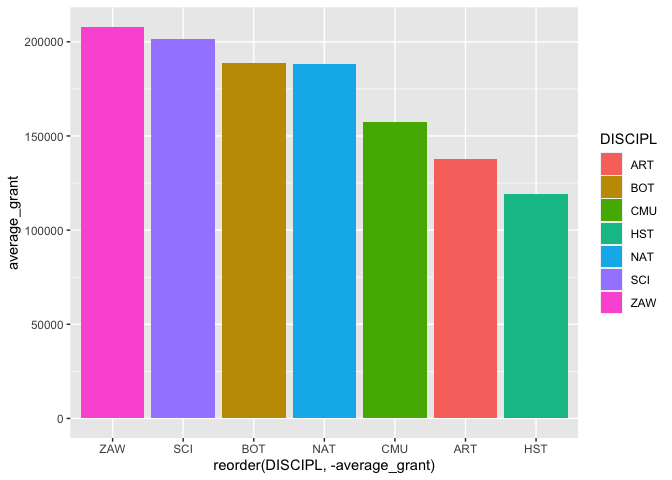 average_grant
200000
150000
100000
50000
0
ZAW SCI BOT NAT CMU ART HST
reorder(DISCIPL, -average_grant)
DISCIPL
ART
BOT
CMU
HST
NAT
SCI
ZAW